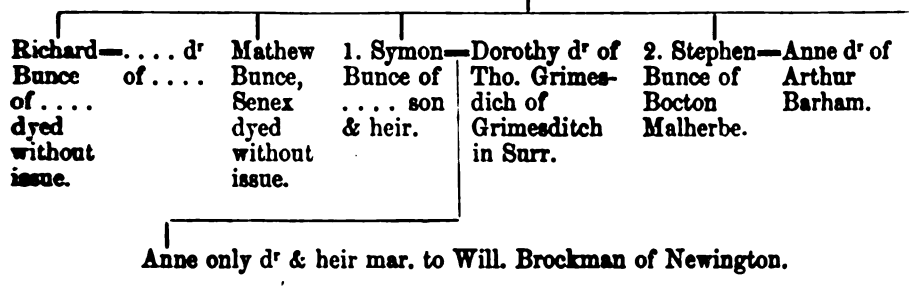 Richard=. . . . dʳ
Bunce of . . . .
of . . . .
dyed
without
issue.
Mathew
Bunce,
Senex
dyed
without
issue.
1. Symon=Dorothy dʳ of
Bunce of
. . . . son
& heir.
Tho. Grimes-
dich of
Grimesditch
in Surr.
2. Stephen=Anne dʳ of
Bunce of
Bocton
Malherbe.
Arthur
Barham.
Anne only dʳ & heir mar. to Will. Brockman of Newington.